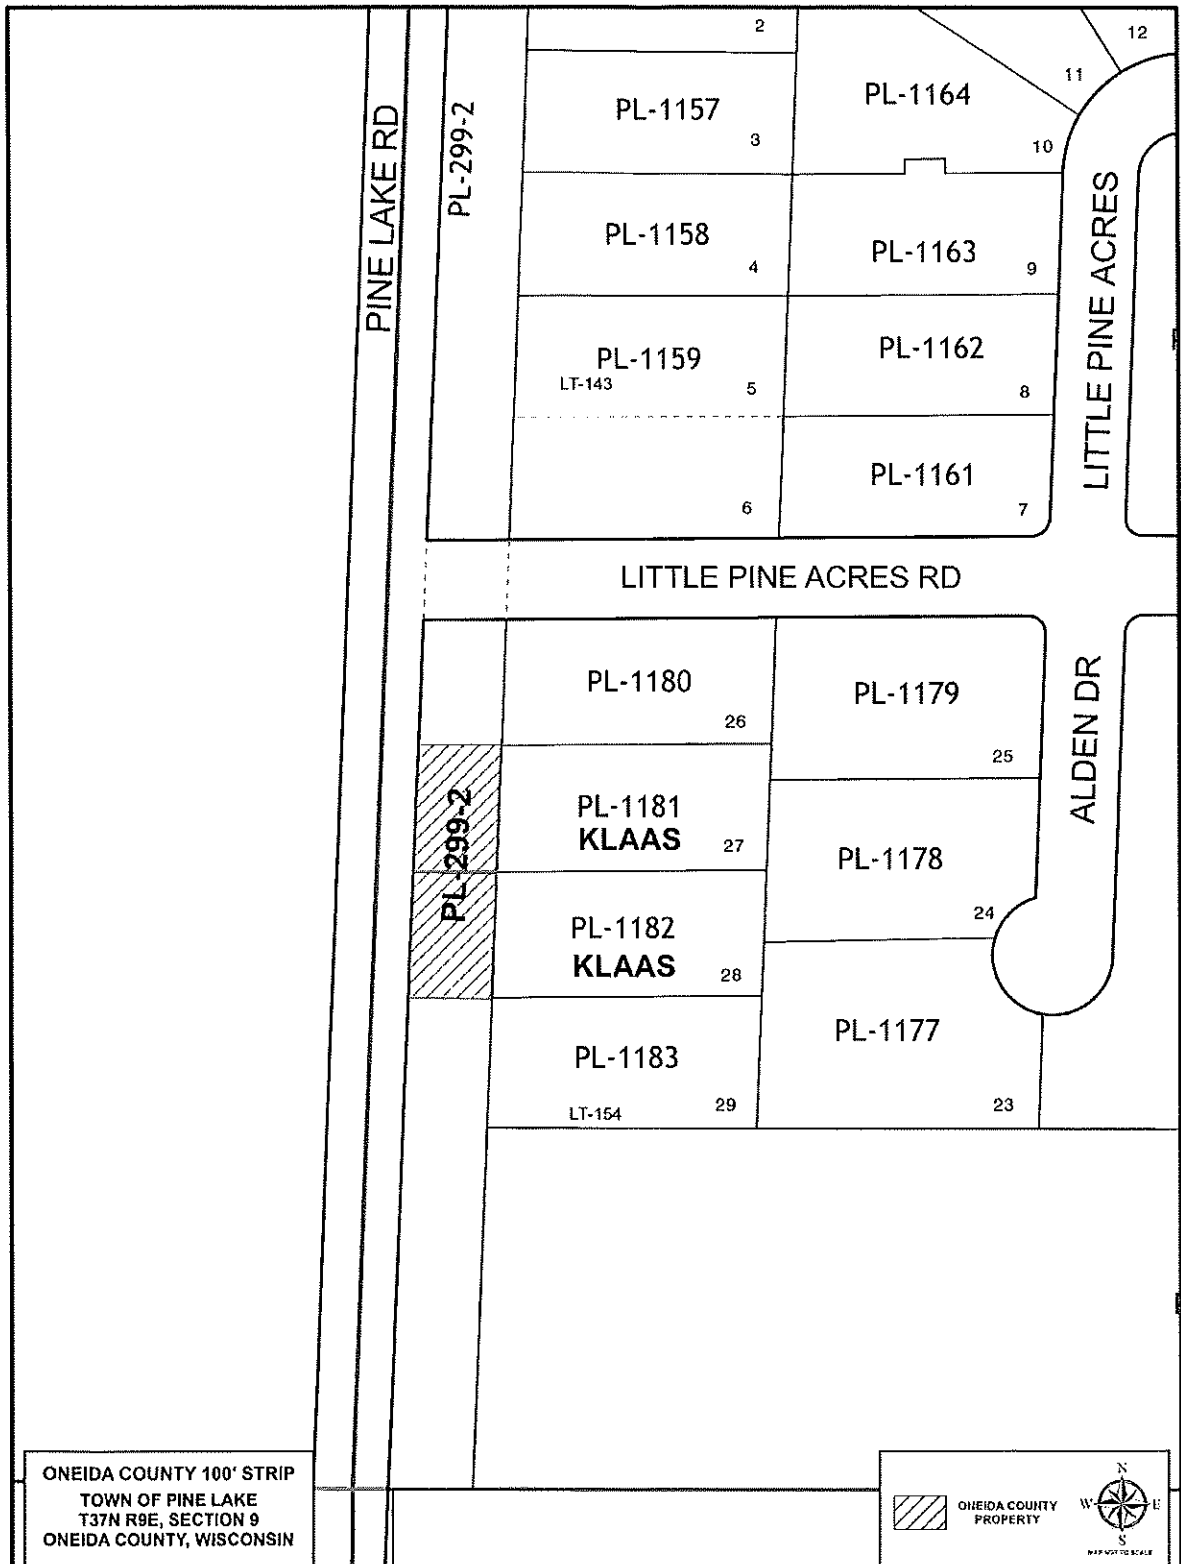 2
12
11
PL-1157
3
PL-1164
10
PINE LAKE RD
PL-299-2
PL-1158
4
PL-1163
9
LITTLE PINE ACRES
PL-1159
LT-143
5
PL-1162
8
6
PL-1161
7
LITTLE PINE ACRES RD
PL-1180
26
PL-1179
25
ALDEN DR
PL-299-2
PL-1181
KLAAS
27
PL-1178
24
PL-1182
KLAAS
28
PL-1183
LT-154
29
PL-1177
23
ONEIDA COUNTY 100' STRIP
TOWN OF PINE LAKE
T37N R9E, SECTION 9
ONEIDA COUNTY, WISCONSIN
ONEIDA COUNTY
PROPERTY
N
W
E
S
MAP NOT TO SCALE